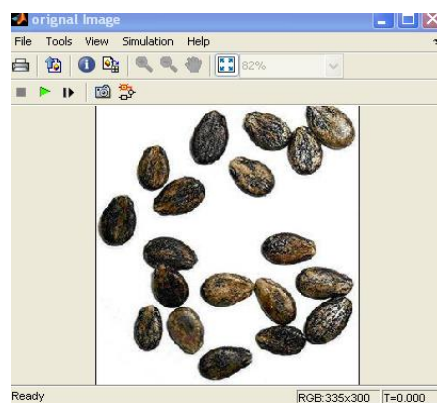 orignal Image
File Tools View Simulation Help
82%
Ready RGB:335x300 T=0.000